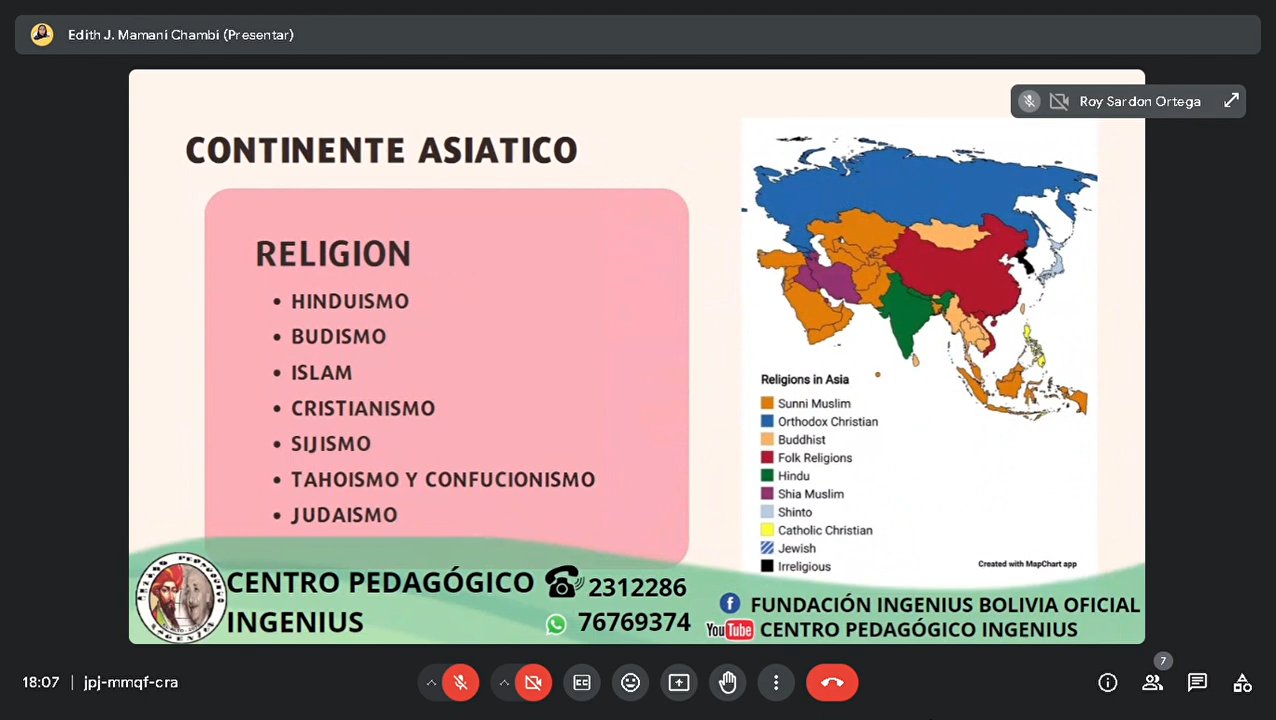 Edith J. Mamani Chambi (Presentar)
Roy Sardon Ortega
CONTINENTE ASIATICO
RELIGION
• HINDUISMO
• BUDISMO
• ISLAM
• CRISTIANISMO
• SIJISMO
• TAHOISMO Y CONFUCIONISMO
• JUDAISMO
Religions in Asia
Sunni Muslim
Orthodox Christian
Buddhist
Folk Religions
Hindu
Shia Muslim
Shinto
Catholic Christian
Jewish
Irreligious
Created with MapChart app
CENTRO PEDAGÓGICO
INGENIUS
2312286
76769374
FUNDACIÓN INGENIUS BOLIVIA OFICIAL
YouTube CENTRO PEDAGÓGICO INGENIUS
18:07 | jpj-mmqf-cra
7